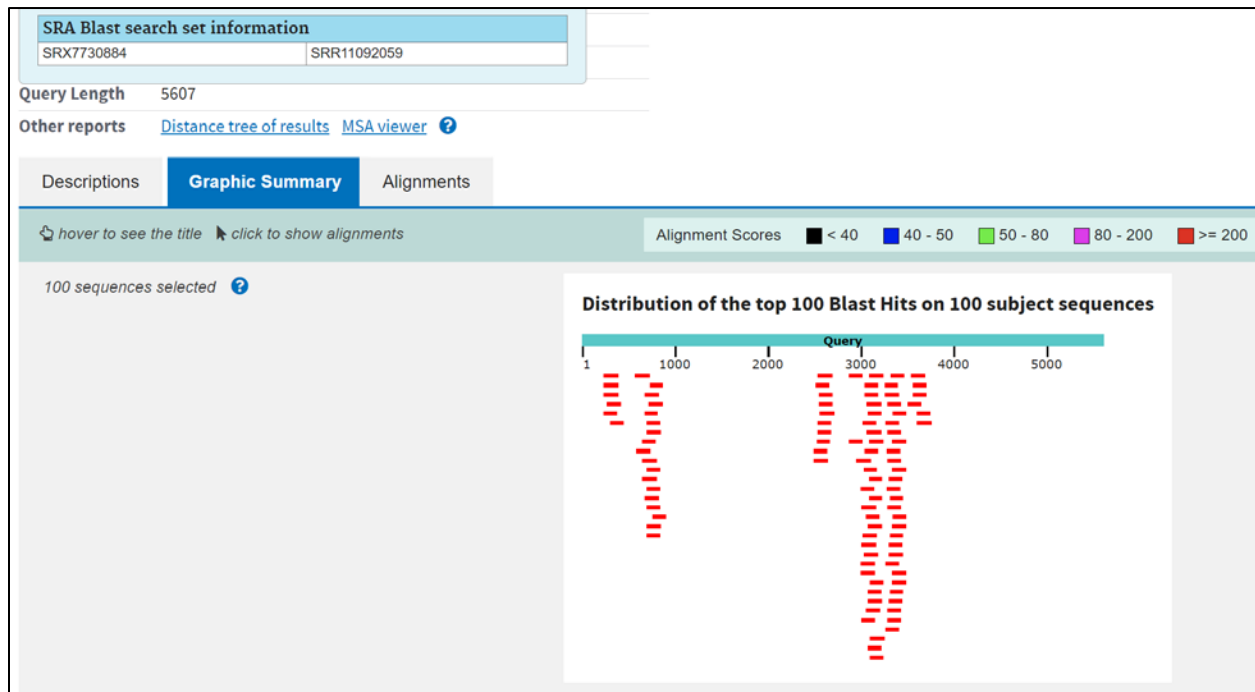 SRA Blast search set information
SRX7730884 SRR11092059
Query Length 5607
Other reports Distance tree of results MSA viewer ?
Descriptions Graphic Summary Alignments
hover to see the title click to show alignments Alignment Scores < 40 40 - 50 50 - 80 80 - 200 >= 200
100 sequences selected ?
Distribution of the top 100 Blast Hits on 100 subject sequences
Query
1 1000 2000 3000 4000 5000